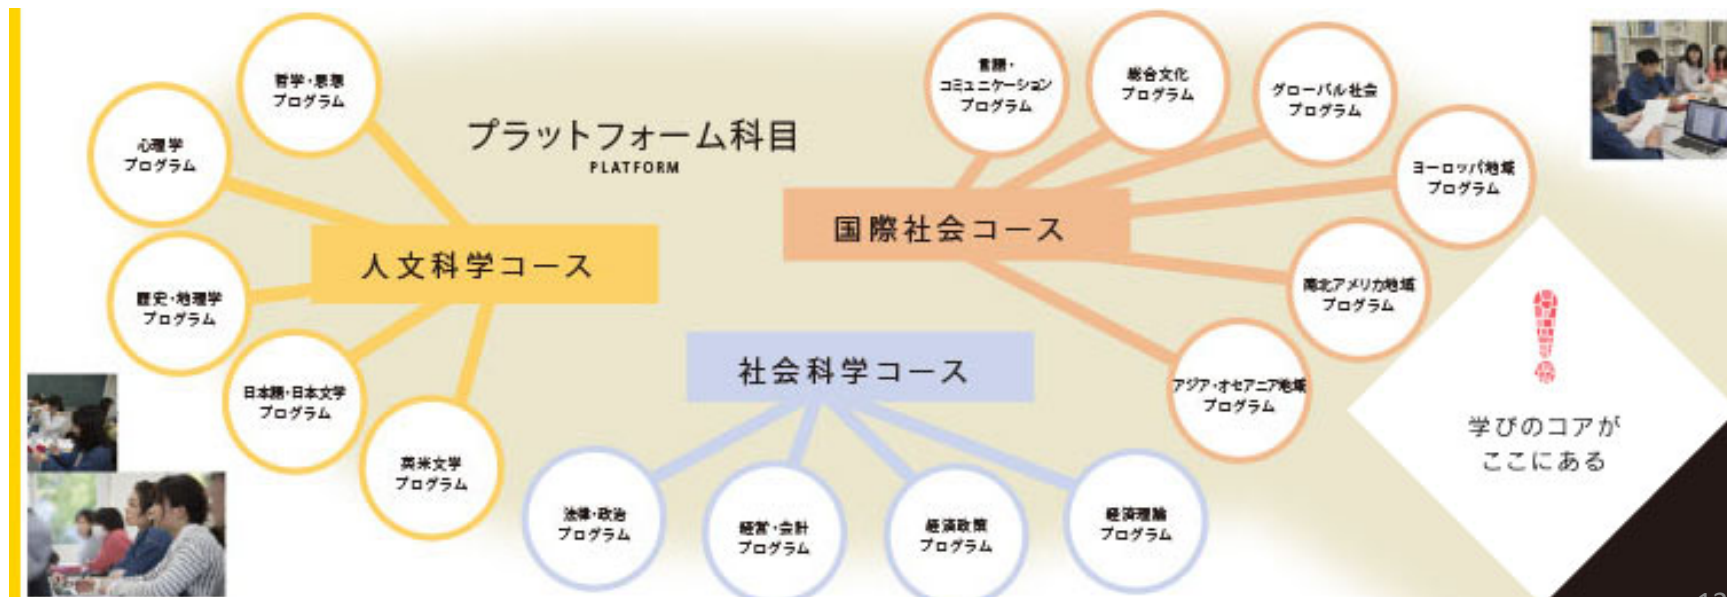 哲学・思想
プログラム
心理学
プログラム
歴史・地理学
プログラム
日本語・日本文学
プログラム
英米文学
プログラム
人文科学コース
プラットフォーム科目
PLATFORM
言語・
コミュニケーション
プログラム
総合文化
プログラム
グローバル社会
プログラム
ヨーロッパ地域
プログラム
南北アメリカ地域
プログラム
アジア・オセアニア地域
プログラム
国際社会コース
社会科学コース
法律・政治
プログラム
経営・会計
プログラム
経済政策
プログラム
経済理論
プログラム
!
学びのコアが
ここにある